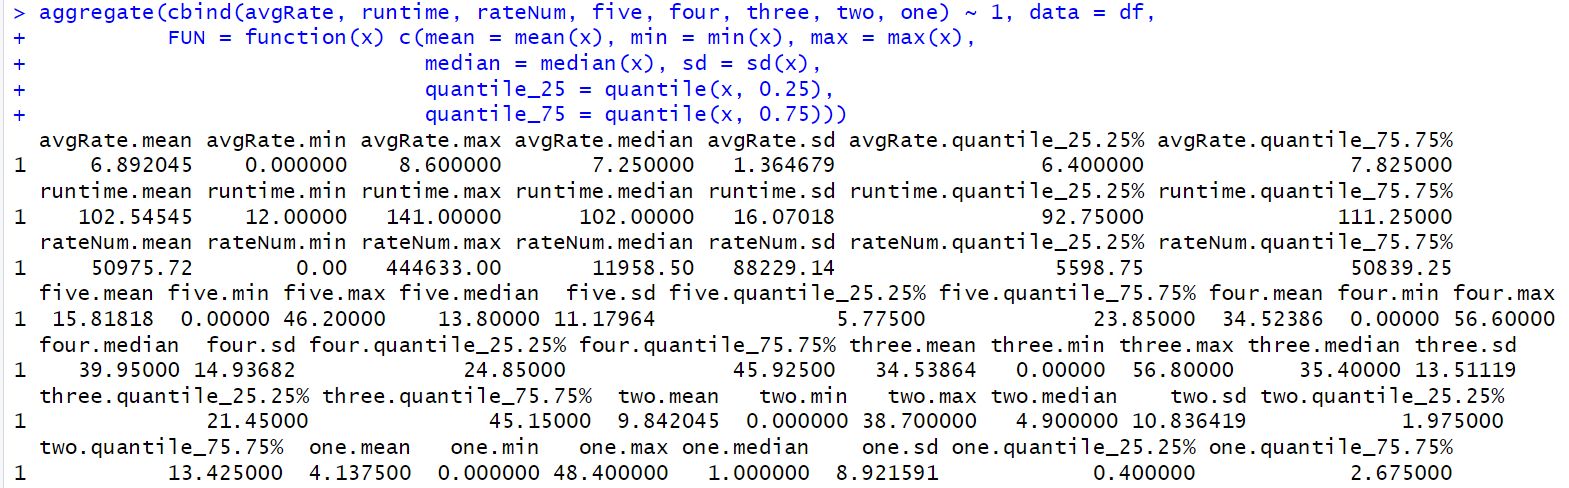 > aggregate(cbind(avgRate, runtime, rateNum, five, four, three, two, one) ~ 1, data = df,
+           FUN = function(x) c(mean = mean(x), min = min(x), max = max(x),
+                               median = median(x), sd = sd(x),
+                               quantile_25 = quantile(x, 0.25),
+                               quantile_75 = quantile(x, 0.75)))
  avgRate.mean avgRate.min avgRate.max avgRate.median avgRate.sd avgRate.quantile_25.25% avgRate.quantile_75.75%
1     6.892045    0.000000    8.600000       7.250000   1.364679                6.400000                7.825000
  runtime.mean runtime.min runtime.max runtime.median runtime.sd runtime.quantile_25.25% runtime.quantile_75.75%
1    102.54545    12.00000   141.00000      102.00000   16.07018                92.75000               111.25000
  rateNum.mean rateNum.min rateNum.max rateNum.median rateNum.sd rateNum.quantile_25.25% rateNum.quantile_75.75%
1     50975.72        0.00   444633.00       11958.50   88229.14                 5598.75                50839.25
  five.mean five.min five.max five.median  five.sd five.quantile_25.25% five.quantile_75.75% four.mean four.min four.max
1  15.81818  0.00000 46.20000    13.80000 11.17964              5.77500             23.85000  34.52386  0.00000 56.60000
  four.median  four.sd four.quantile_25.25% four.quantile_75.75% three.mean three.min three.max three.median three.sd
1    39.95000 14.93682             24.85000             45.92500   34.53864   0.00000  56.80000     35.40000 13.51119
  three.quantile_25.25% three.quantile_75.75%  two.mean   two.min   two.max two.median    two.sd two.quantile_25.25%
1              21.45000              45.15000  9.842045  0.000000 38.700000   4.900000 10.836419            1.975000
  two.quantile_75.75%  one.mean   one.min   one.max one.median   one.sd one.quantile_25.25% one.quantile_75.75%
1           13.425000  4.137500  0.000000 48.400000   1.000000 8.921591            0.400000            2.675000